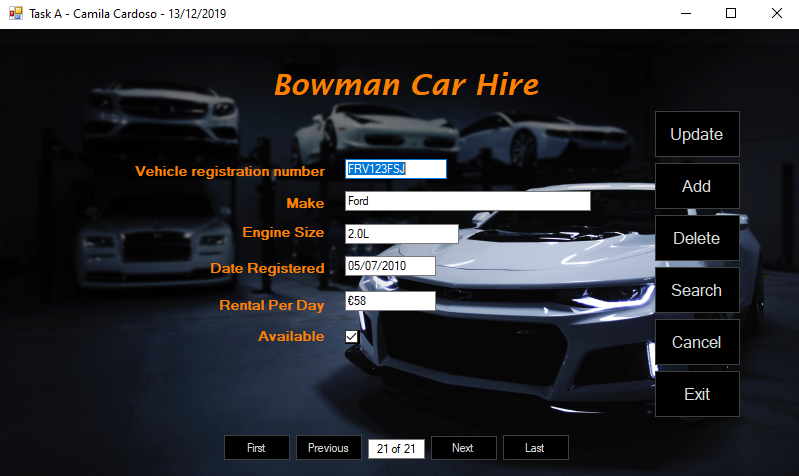 Task A - Camila Cardoso - 13/12/2019
Bowman Car Hire
Vehicle registration number FRV123FSJ
Make Ford
Engine Size 2.0L
Date Registered 05/07/2010
Rental Per Day €58
Available
Update
Add
Delete
Search
Cancel
Exit
First Previous 21 of 21 Next Last